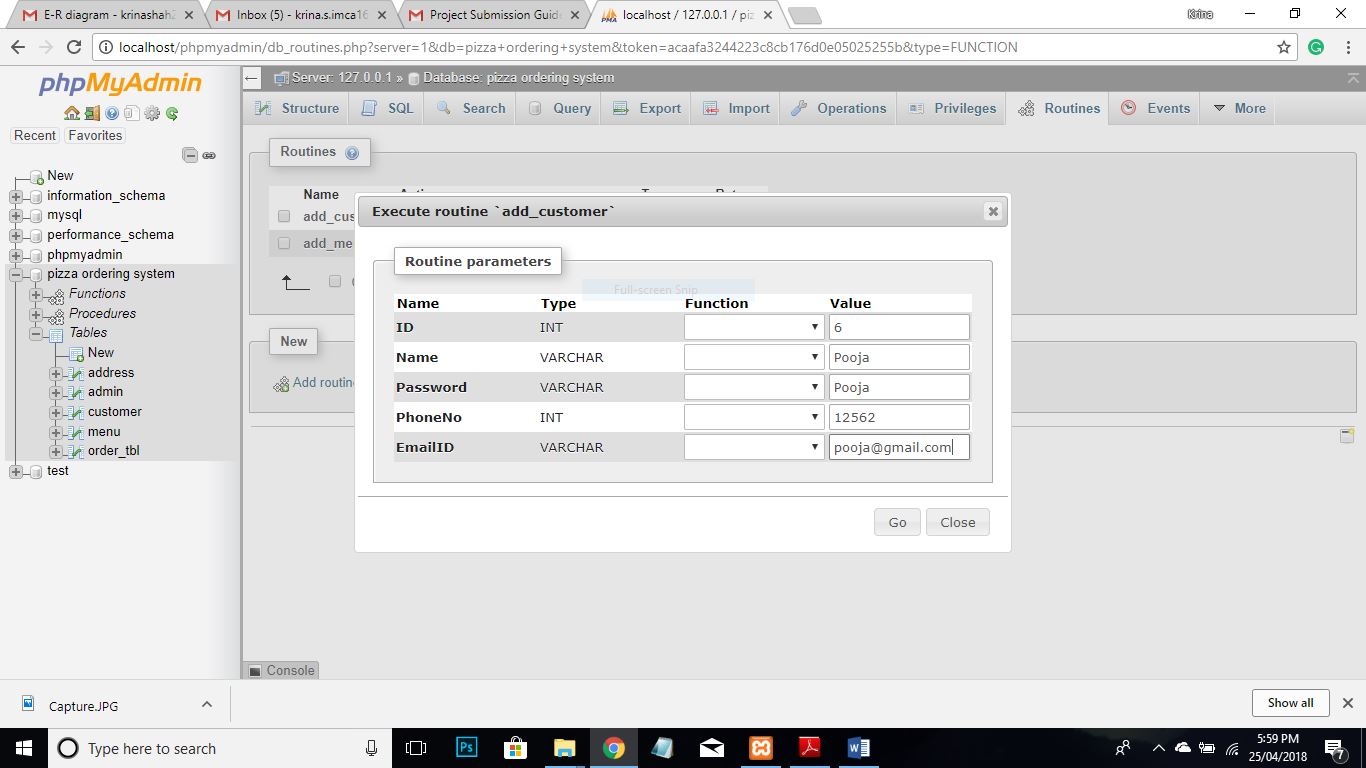 E-R diagram - krinashah2
Inbox (5) - krina.s.imca16
Project Submission Guid
localhost / 127.0.0.1 / piz
Krina
localhost/phpmyadmin/db_routines.php?server=1&db=pizza+ordering+system&token=acaafa3244223c82b176d0e05025255b&type=FUNCTION
phpMyAdmin
Server: 127.0.0.1 » Database: pizza ordering system
Structure SQL Search Query Export Import Operations Privileges Routines Events More
Recent Favorites
New
information_schema
mysql
performance_schema
phpmyadmin
pizza ordering system
Functions
Procedures
Tables
New
address
admin
customer
menu
order_tbl
test
Routines
Name
add_cus
add_me
New
Add routin
Execute routine `add_customer`
Routine parameters
Full-screen Snip
Name Type Function Value
ID INT 6
Name VARCHAR Pooja
Password VARCHAR Pooja
PhoneNo INT 12562
EmailID VARCHAR pooja@gmail.com
Go Close
Console
Capture.JPG
Show all
Type here to search
5:59 PM
25/04/2018
7